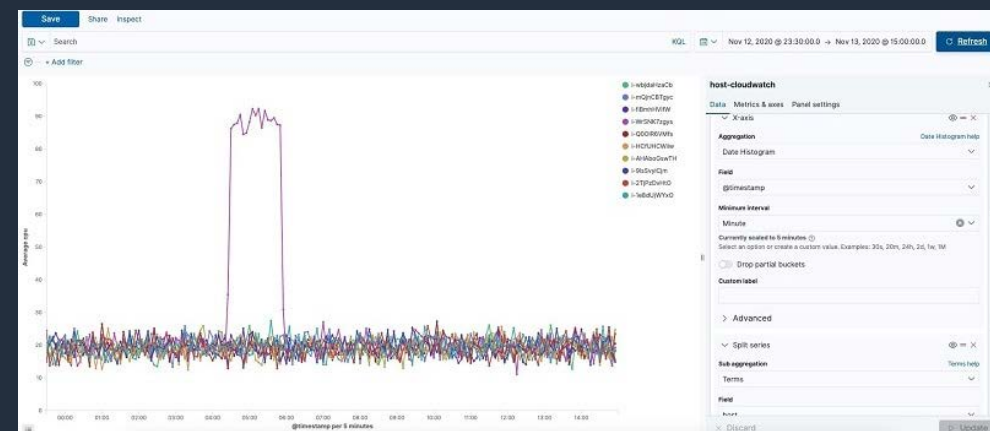 Save Share Inspect
Search KQL Nov 12, 2020 @ 23:30:00.0 → Nov 13, 2020 @ 15:00:00.0 Refresh
+ Add filter
host-cloudwatch
Data Metrics & axes Panel settings
X-axis
Aggregation Date Histogram help
Date Histogram
Field
@timestamp
Minimum interval
Minute
Currently scaled to 5 minutes
Select an option or create a custom value. Examples: 30s, 20m, 24h, 2d, 1w, 1M
Drop partial buckets
Custom label
Advanced
Split series
Sub aggregation Terms help
Terms
Field
host
Discard Update
100
90
80
70
60
50
40
30
20
10
0
Average cpu
00:00 01:00 02:00 03:00 04:00 05:00 06:00 07:00 08:00 09:00 10:00 11:00 12:00 13:00 14:00
@timestamp per 5 minutes